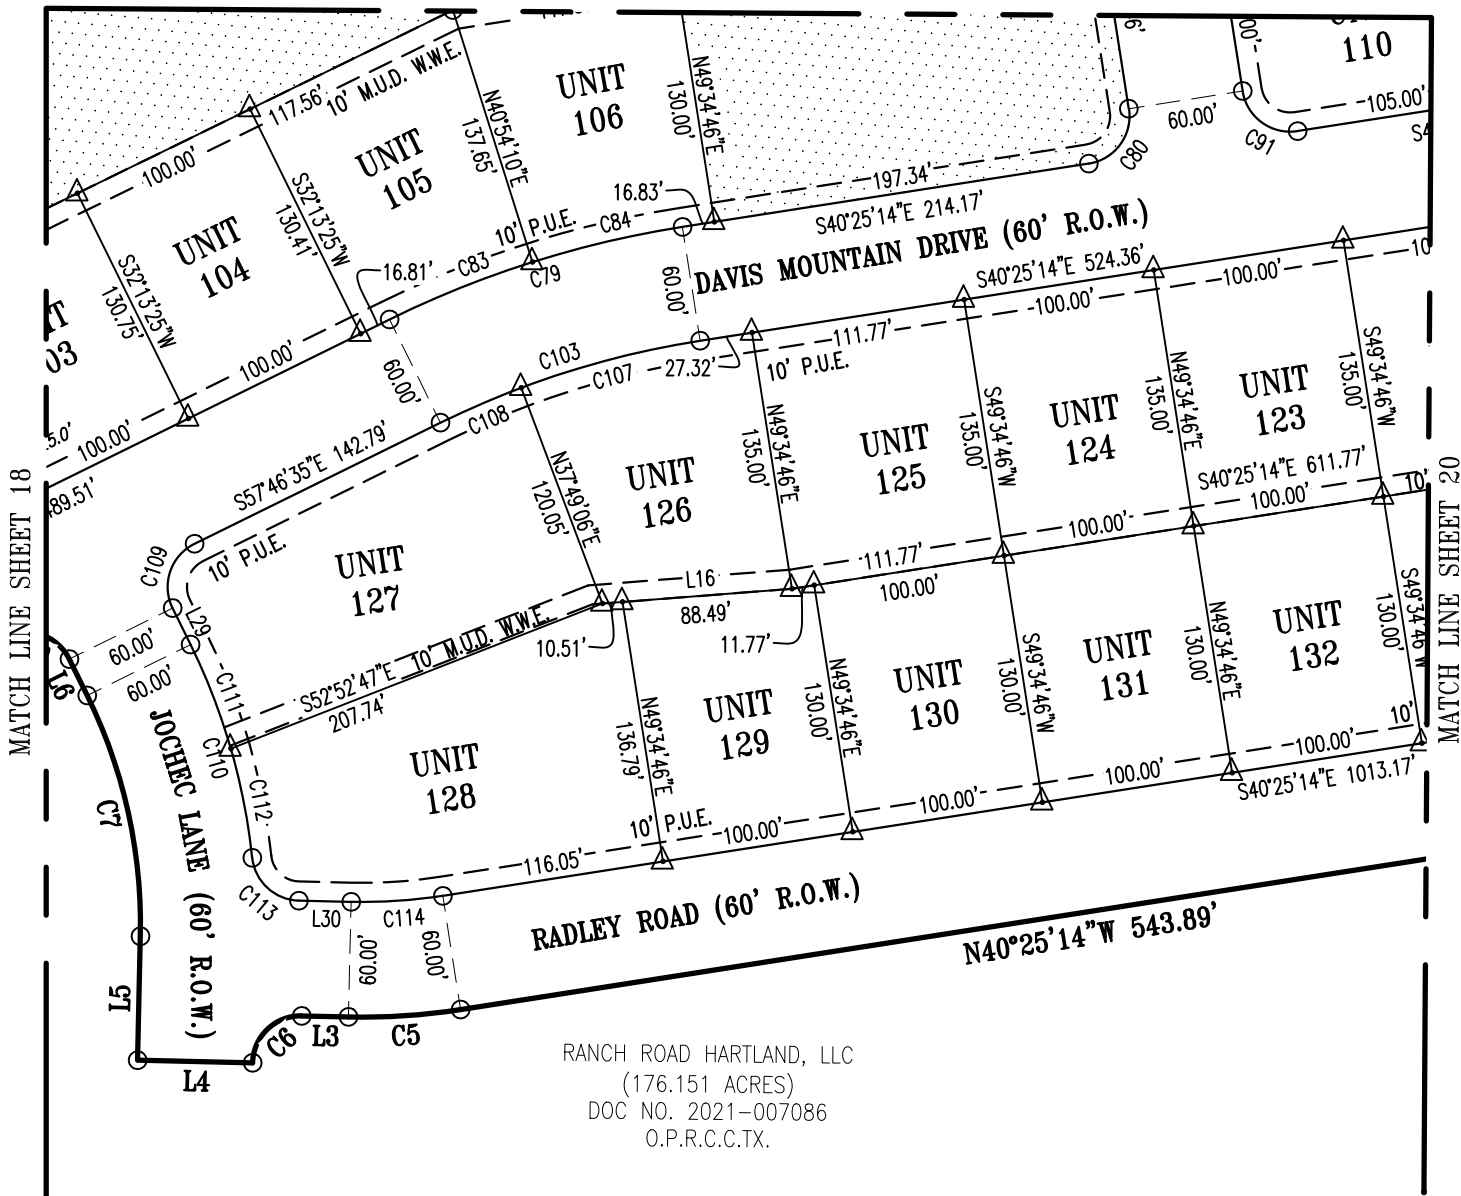 117.56'
10' M.U.D. W.W.E.
100.00'
UNIT
106
N49°34'46"E
130.00'
N40°54'10"E
137.65'
UNIT
105
S32°13'25"W
130.41'
UNIT
104
S32°13'25"W
130.75'
110
105.00'
60.00'
C80
C91
197.34'
16.83'
S40°25'14"E 214.17'
10' P.U.E.
C84
C83
C79
16.81'
DAVIS MOUNTAIN DRIVE (60' R.O.W.)
60.00'
60.00'
S40°25'14"E 524.36'
100.00'
100.00'
111.77'
10' P.U.E.
27.32'
C103
C107
C108
100.00'
100.00'
03
5.0'
489.51'
S57°46'35"E 142.79'
10' P.U.E.
N37°49'06"E
120.05'
UNIT
126
N49°34'46"E
135.00'
UNIT
125
S49°34'46"W
135.00'
UNIT
124
N49°34'46"E
135.00'
UNIT
123
S49°34'46"W
135.00'
S40°25'14"E 611.77'
100.00'
10'
100.00'
111.77'
L16
88.49'
100.00'
10.51'
11.77'
MATCH LINE SHEET 18
MATCH LINE SHEET 20
C109
L29
60.00'
60.00'
L6
UNIT
127
S52°52'47"E 10' M.U.D. W.W.E.
207.74'
C111
C110
C112
C113
JOCHEC LANE (60' R.O.W.)
C7
UNIT
128
N49°34'46"E
136.79'
UNIT
129
N49°34'46"E
130.00'
UNIT
130
S49°34'46"W
130.00'
UNIT
131
N49°34'46"E
130.00'
UNIT
132
S49°34'46"W
130.00'
10'
100.00'
S40°25'14"E 1013.17'
100.00'
100.00'
100.00'
10' P.U.E.
116.05'
L30
C114
60.00'
60.00'
RADLEY ROAD (60' R.O.W.)
N40°25'14"W 543.89'
L5
L4
C6
L3
C5
RANCH ROAD HARTLAND, LLC
(176.151 ACRES)
DOC NO. 2021-007086
O.P.R.C.C.TX.